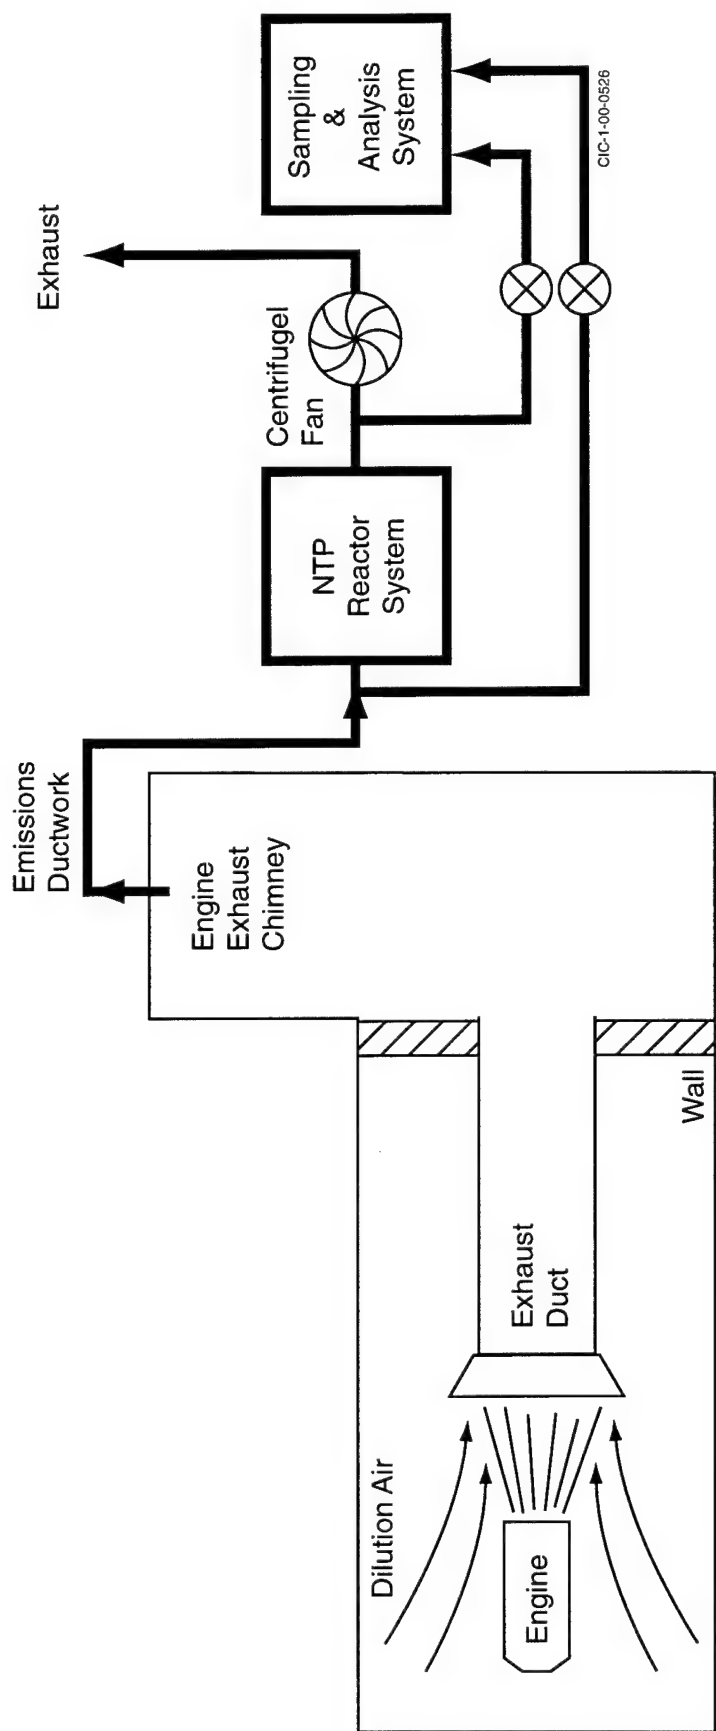 Emissions
Ductwork
Exhaust
Engine
Exhaust
Chimney
NTP
Reactor
System
Centrifugel
Fan
Sampling
&
Analysis
System
Dilution Air
Engine
Exhaust
Duct
Wall
CIC-1-00-0526